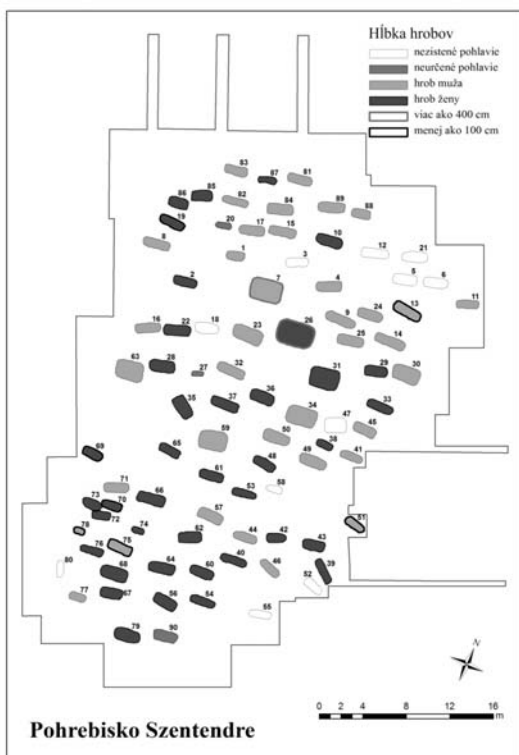 Hĺbka hrobov
nezistené pohlavie
neurčené pohlavie
hrob muža
hrob ženy
viac ako 400 cm
menej ako 100 cm
83 87 81
86 85 82 84 89 88
19 20 17 15
8 10
1 3 12 21
2 7 4 5 6
13 11
16 22 18 23 26 9 24
25 14
63 28 27 32 31 29 30
35 37 36 34 33
59 50 47 45
65 38
69 61 48 49 41
71 53 58
73 70 66
72 57 51
78 74 62 44 42 43
76 75
80 68 64 60 40 46 39
52
77 67 56 54
55
79 90
N
0 2 4 8 12 16
m
Pohrebisko Szentendre